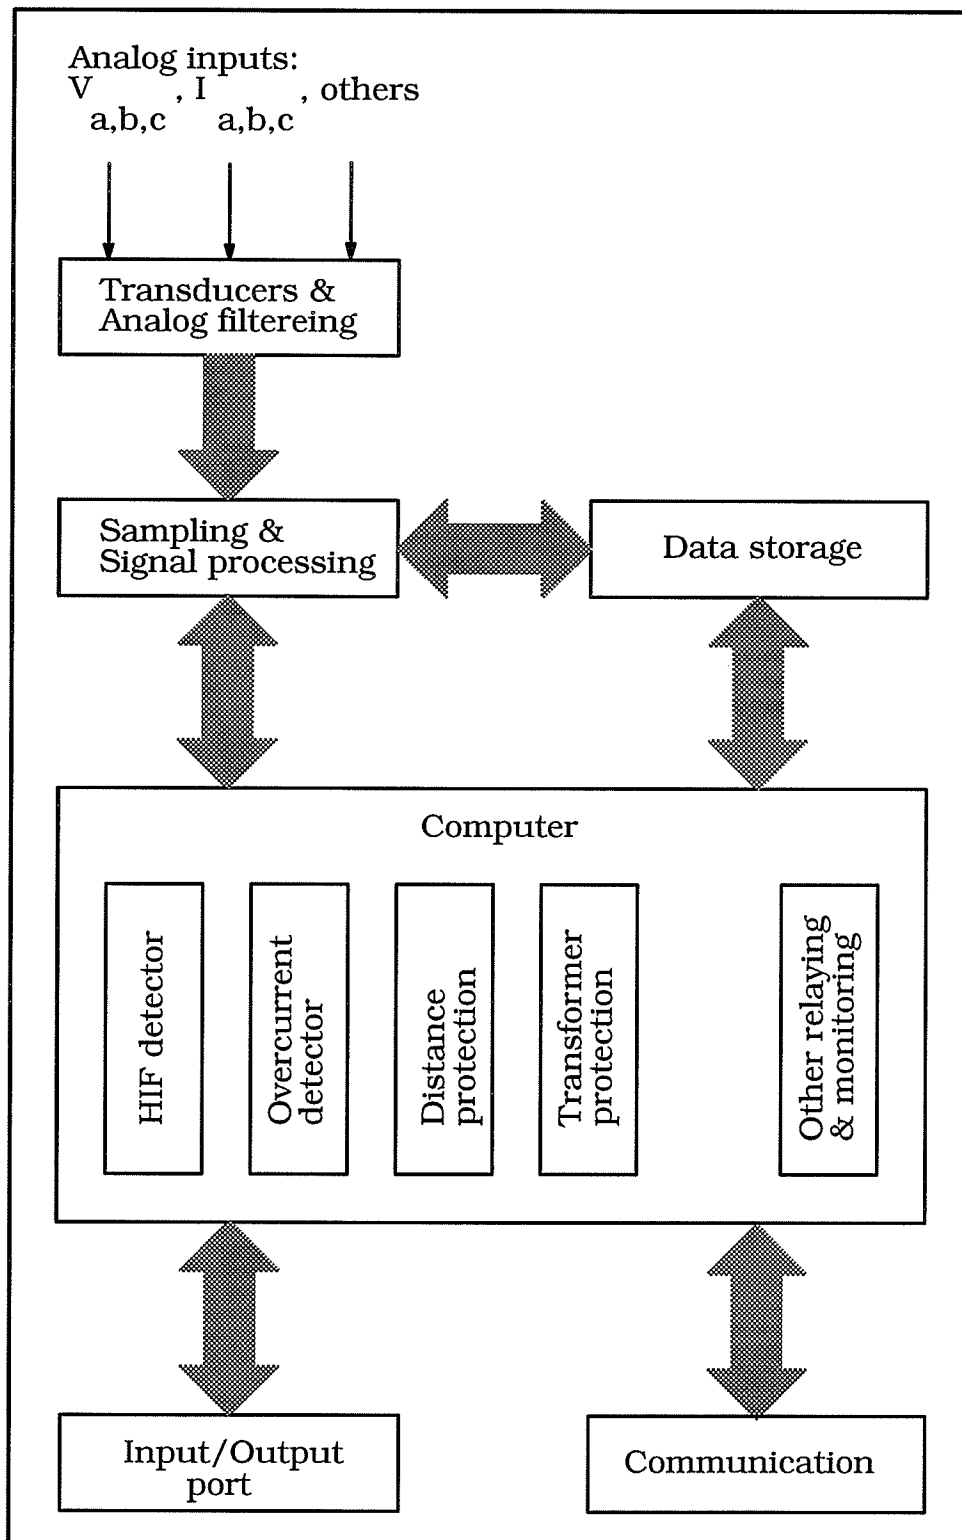 Analog inputs:
V a,b,c , I a,b,c , others
Transducers &
Analog filtereing
Sampling &
Signal processing
Data storage
Computer
HIF detector
Overcurrent
detector
Distance
protection
Transformer
protection
Other relaying
& monitoring
Input/Output
port
Communication